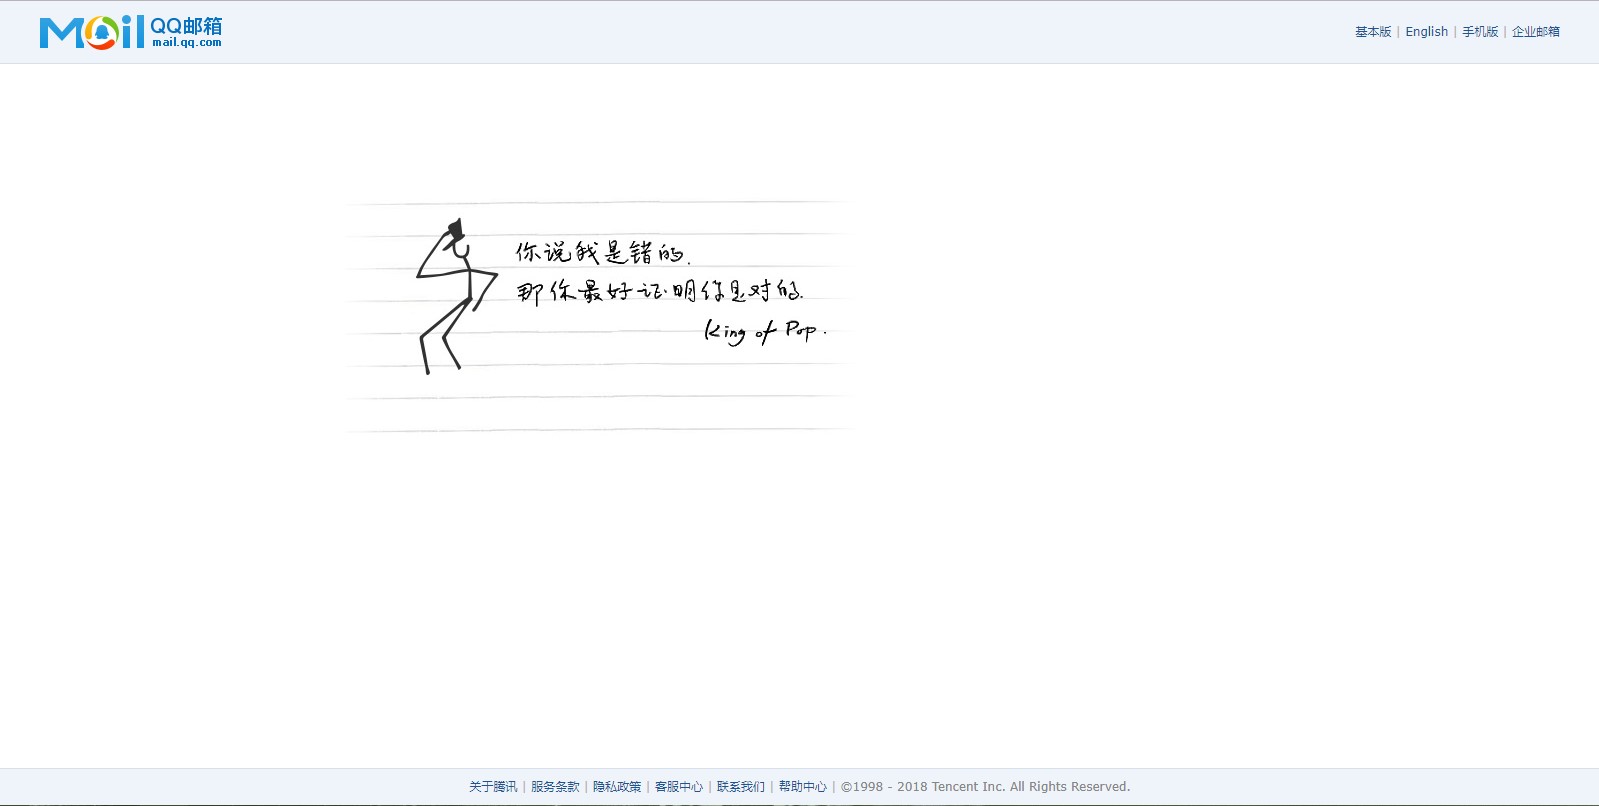 Mail QQ邮箱
mail.qq.com
基本版 | English | 手机版 | 企业邮箱
你说我是错的.
那你最好证明你是对的.
King of Pop.
关于腾讯 | 服务条款 | 隐私政策 | 客服中心 | 联系我们 | 帮助中心 | ©1998 - 2018 Tencent Inc. All Rights Reserved.